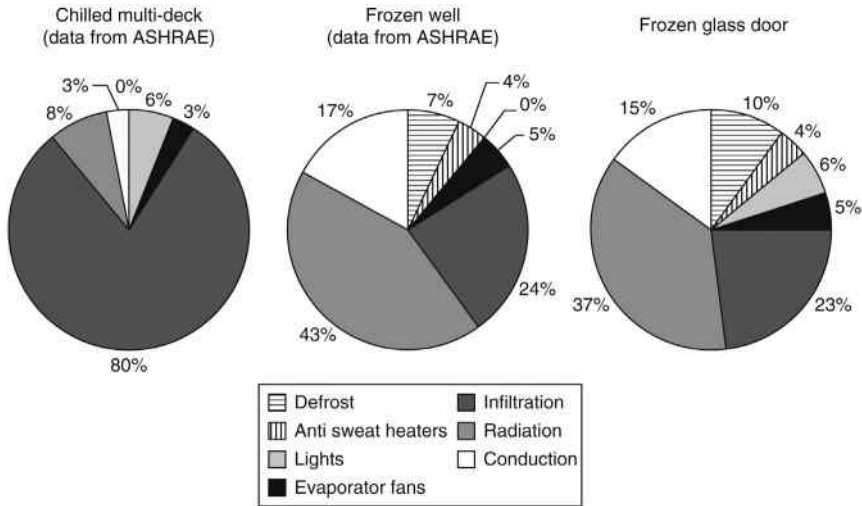 Chilled multi-deck
(data from ASHRAE)
3%
0%
6%
3%
8%
80%
Frozen well
(data from ASHRAE)
17%
7%
4%
0%
5%
24%
43%
Frozen glass door
15%
10%
4%
6%
5%
23%
37%
Defrost
Anti sweat heaters
Lights
Evaporator fans
Infiltration
Radiation
Conduction